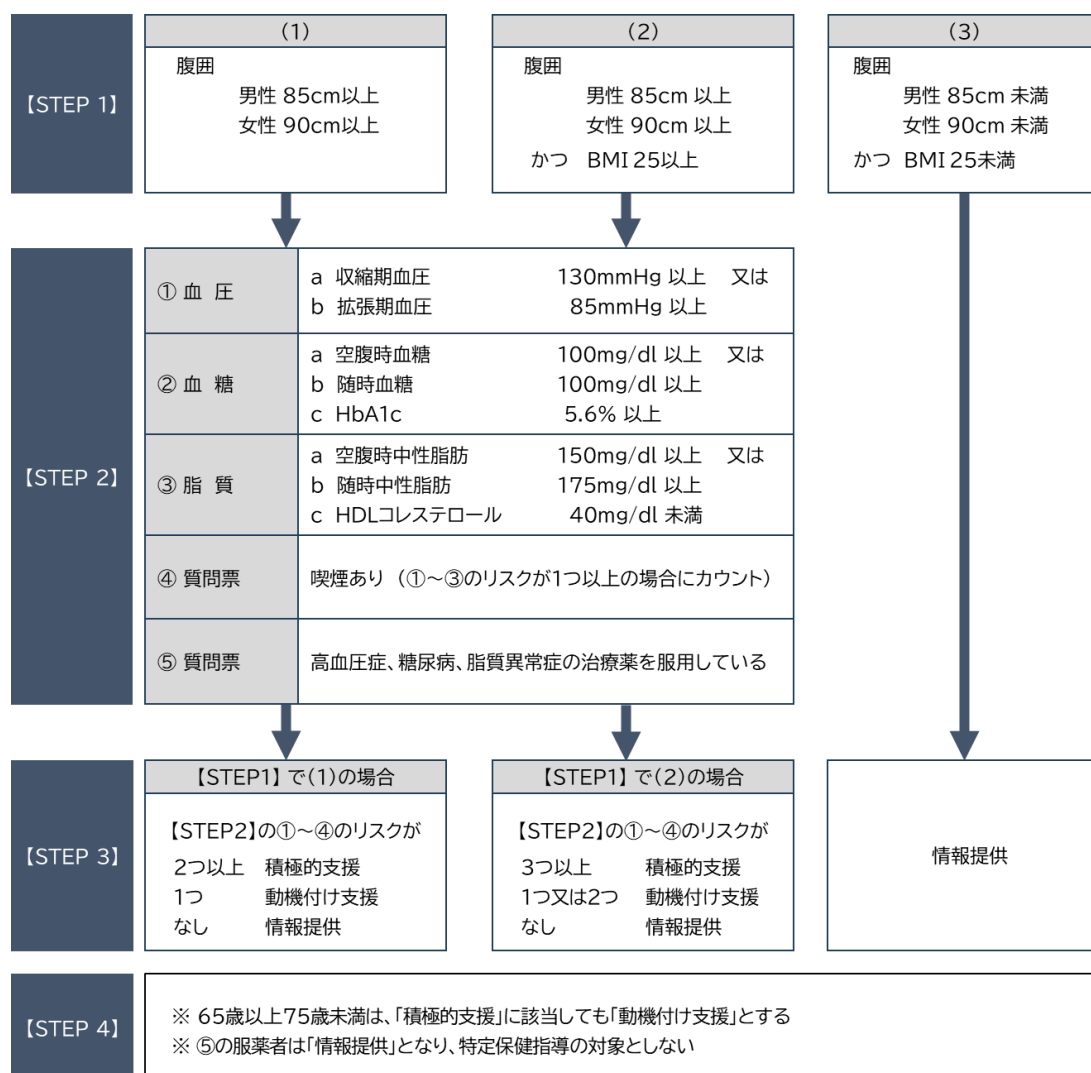 【STEP 1】
(1)
腹囲
男性 85cm以上
女性 90cm以上
(2)
腹囲
男性 85cm 以上
女性 90cm 以上
かつ BMI 25以上
(3)
腹囲
男性 85cm 未満
女性 90cm 未満
かつ BMI 25未満
【STEP 2】
① 血 圧
a 収縮期血圧 130mmHg 以上 又は
b 拡張期血圧 85mmHg 以上
② 血 糖
a 空腹時血糖 100mg/dl 以上 又は
b 随時血糖 100mg/dl 以上
c HbA1c 5.6% 以上
③ 脂 質
a 空腹時中性脂肪 150mg/dl 以上 又は
b 随時中性脂肪 175mg/dl 以上
c HDLコレステロール 40mg/dl 未満
④ 質問票
喫煙あり (①～③のリスクが1つ以上の場合にカウント)
⑤ 質問票
高血圧症、糖尿病、脂質異常症の治療薬を服用している
【STEP 3】
【STEP1】で(1)の場合
【STEP2】の①～④のリスクが
2つ以上 積極的支援
1つ 動機付け支援
なし 情報提供
【STEP1】で(2)の場合
【STEP2】の①～④のリスクが
3つ以上 積極的支援
1つ又は2つ 動機付け支援
なし 情報提供
情報提供
【STEP 4】
※ 65歳以上75歳未満は、「積極的支援」に該当しても「動機付け支援」とする
※ ⑤の服薬者は「情報提供」となり、特定保健指導の対象としない